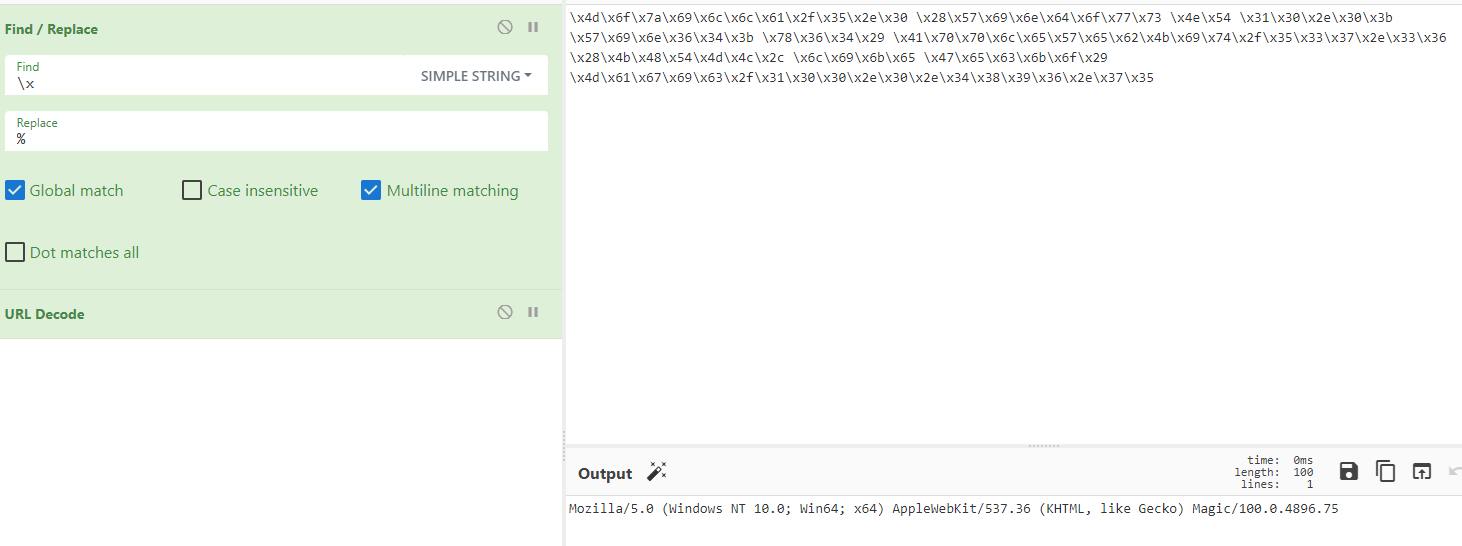 Find / Replace
Find
\x
SIMPLE STRING
Replace
%
Global match
Case insensitive
Multiline matching
Dot matches all
URL Decode
\x4d\x6f\x7a\x69\x6c\x6c\x61\x2f\x35\x2e\x30 \x28\x57\x69\x6e\x64\x6f\x77\x73 \x4e\x54 \x31\x30\x2e\x30\x3b
\x57\x69\x6e\x36\x34\x3b \x78\x36\x34\x29 \x41\x70\x70\x6c\x65\x57\x65\x62\x4b\x69\x74\x2f\x35\x33\x37\x2e\x33\x36
\x28\x4b\x48\x54\x4d\x4c\x2c \x6c\x69\x6b\x65 \x47\x65\x63\x6b\x6f\x29
\x4d\x61\x67\x69\x63\x2f\x31\x30\x30\x2e\x30\x2e\x34\x38\x39\x36\x2e\x37\x35
Output
time: 0ms
length: 100
lines: 1
Mozilla/5.0 (Windows NT 10.0; Win64; x64) AppleWebKit/537.36 (KHTML, like Gecko) Magic/100.0.4896.75